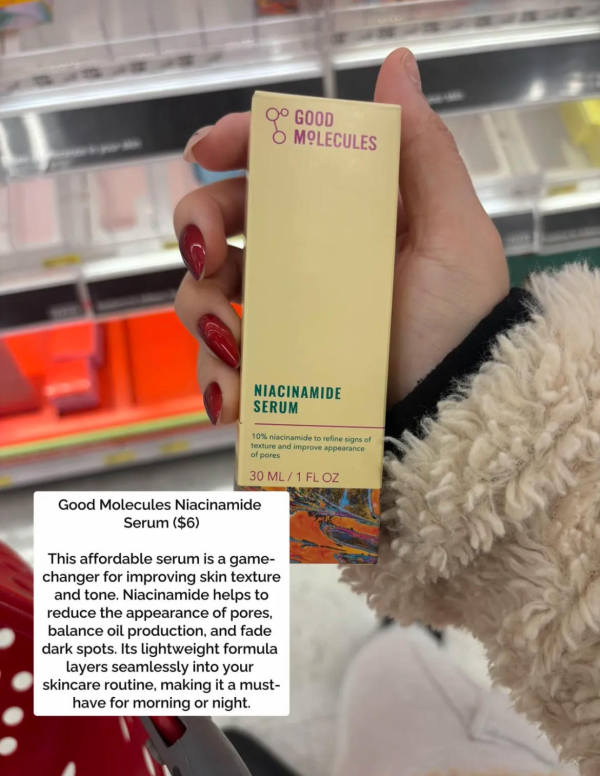 GOOD
MOLECULES
NIACINAMIDE
SERUM
10% niacinamide to refine signs of
texture and improve appearance
of pores
30 ML / 1 FL OZ
Good Molecules Niacinamide
Serum ($6)
This affordable serum is a game-
changer for improving skin texture
and tone. Niacinamide helps to
reduce the appearance of pores,
balance oil production, and fade
dark spots. Its lightweight formula
layers seamlessly into your
skincare routine, making it a must-
have for morning or night.